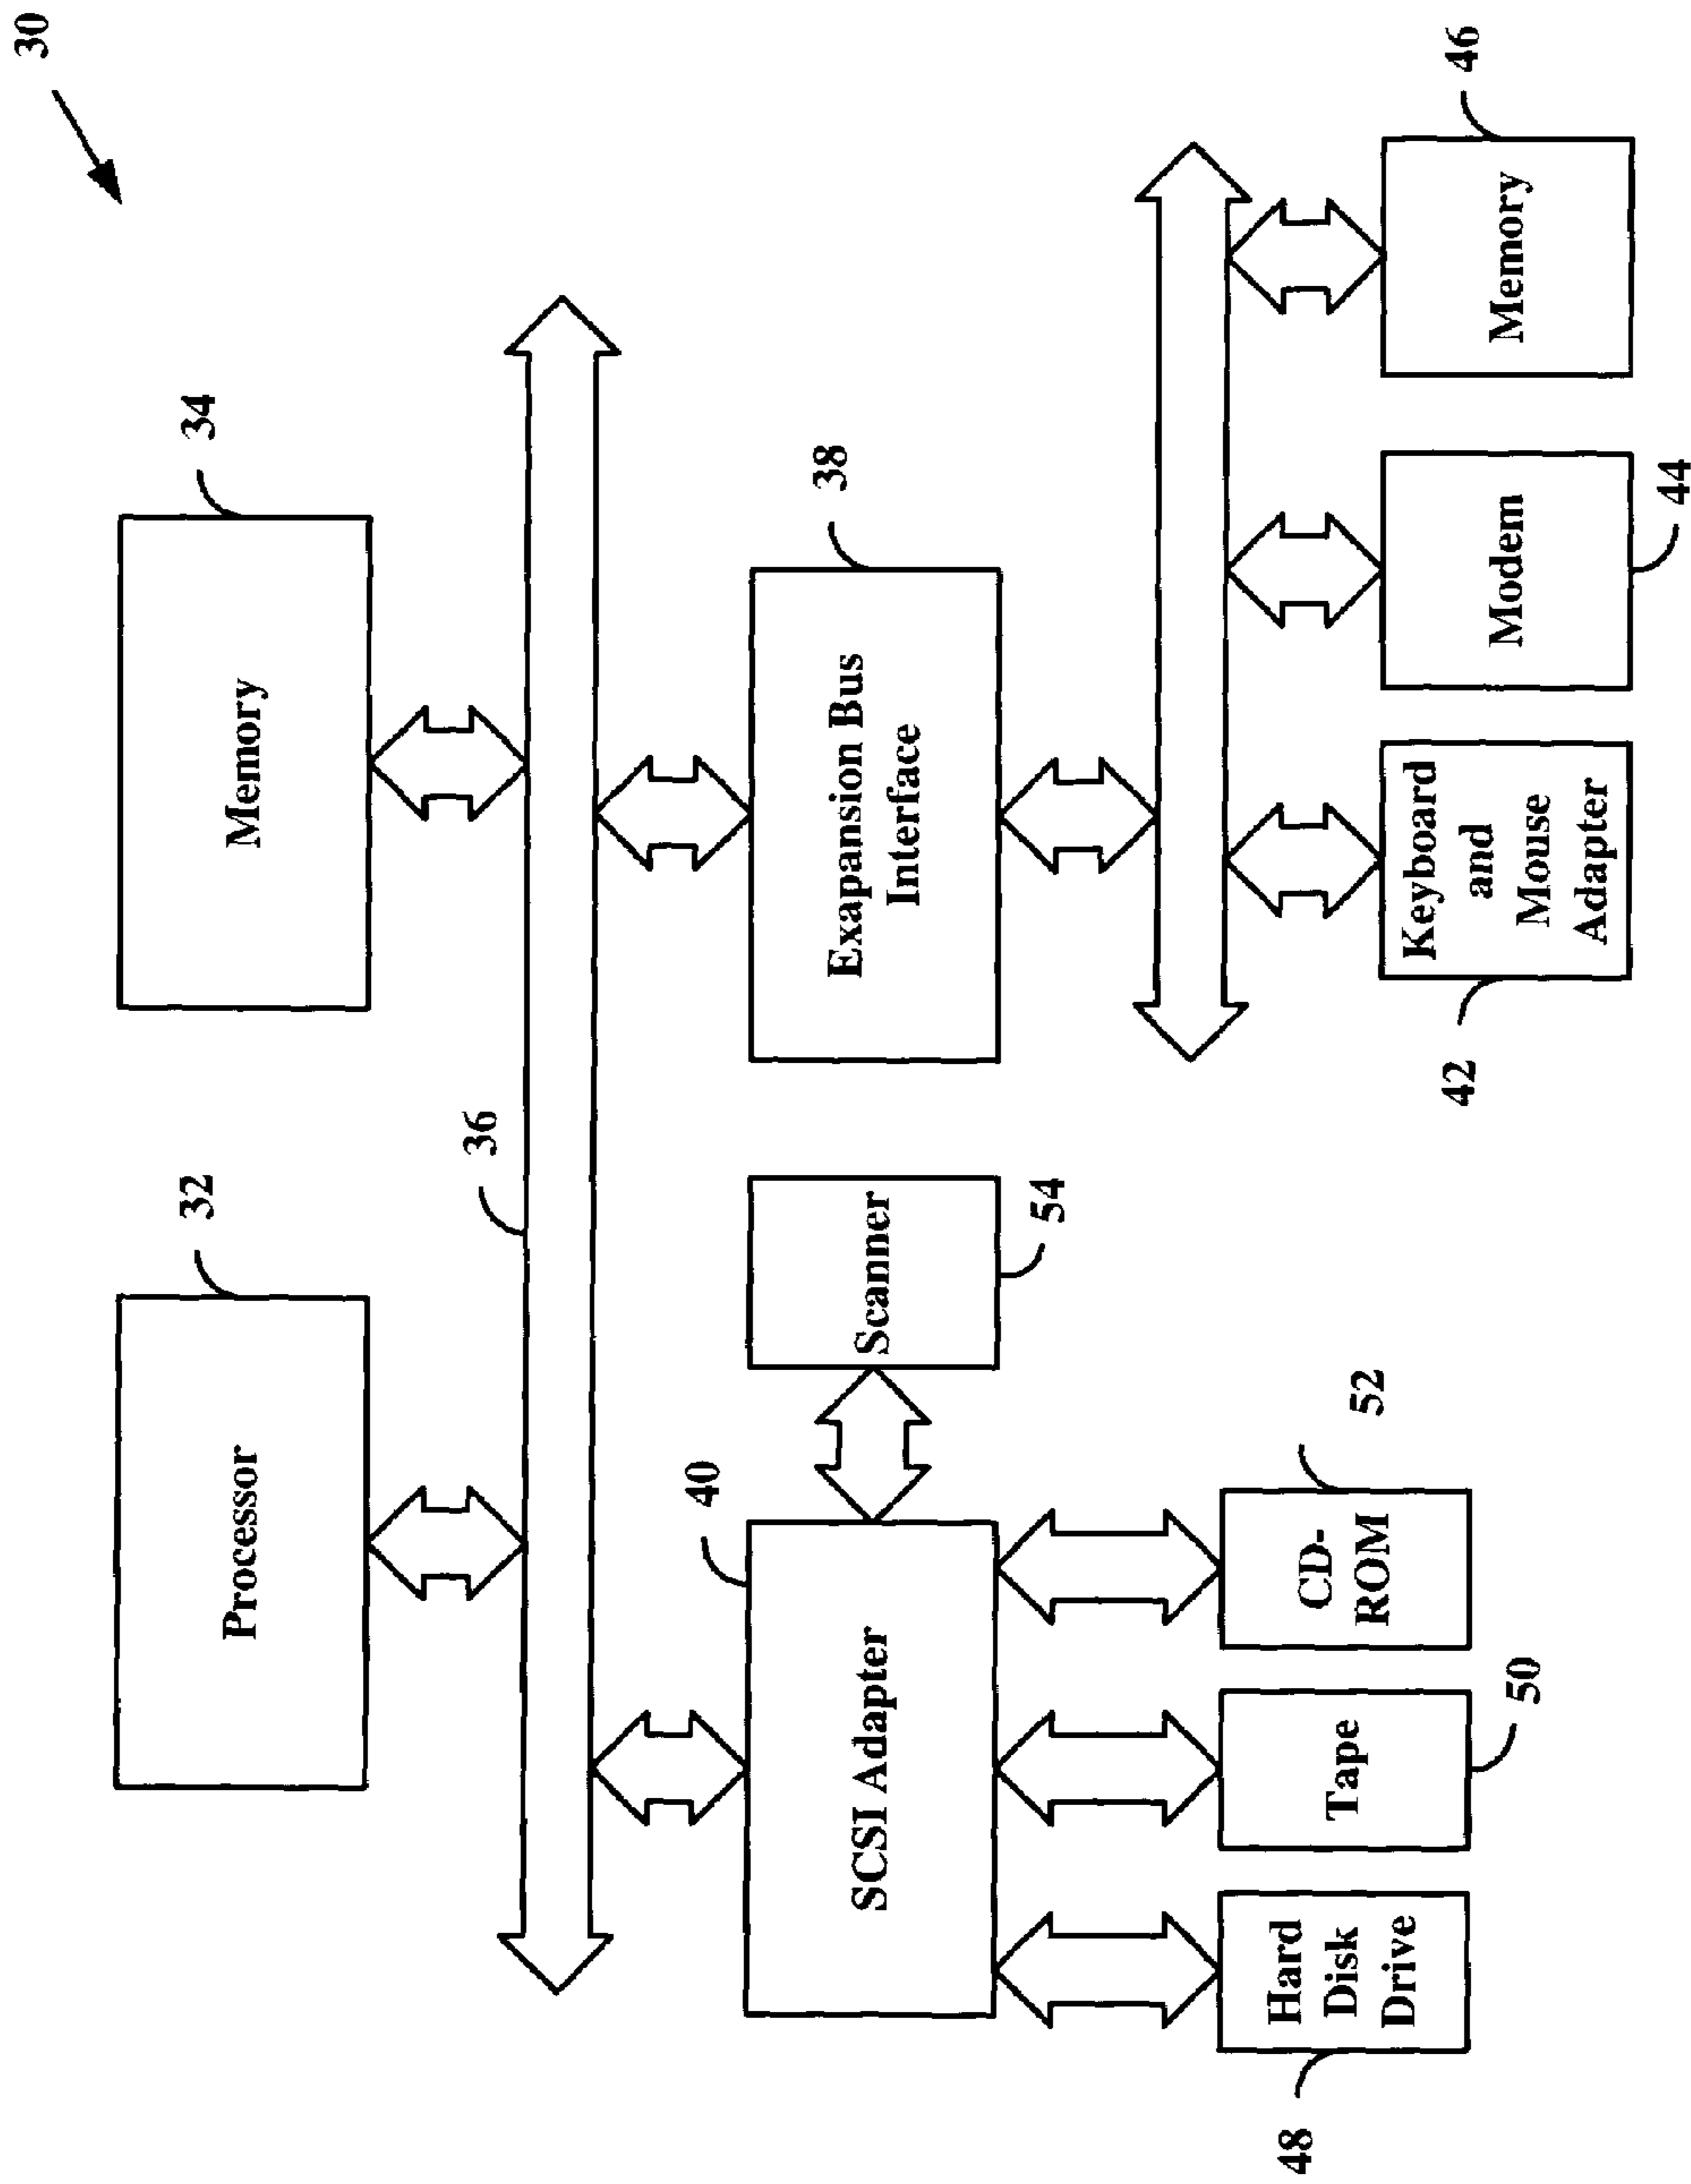 30
32
34
Processor
Memory
36
40
38
SCSI Adapter
Scanner
54
Exapansion Bus
Interface
48
Hard
Disk
Drive
Tape
50
CD-
ROM
52
42
Keyboard
and
Mouse
Adapter
Modem
44
Memory
46